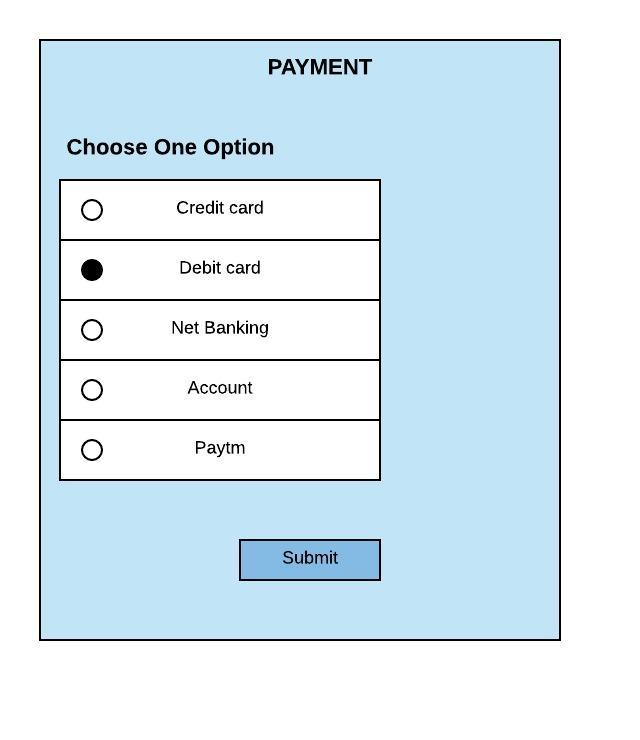 PAYMENT
Choose One Option
Credit card
Debit card
Net Banking
Account
Paytm
Submit